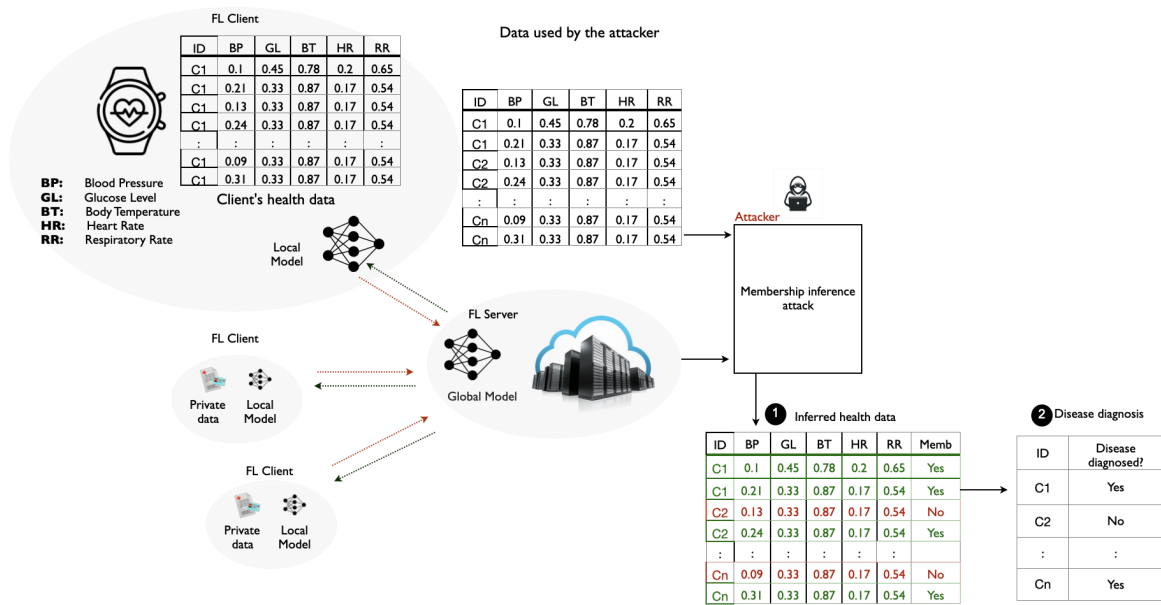 FL Client
ID BP GL BT HR RR
C1 0.1 0.45 0.78 0.2 0.65
C1 0.21 0.33 0.87 0.17 0.54
C1 0.13 0.33 0.87 0.17 0.54
C1 0.24 0.33 0.87 0.17 0.54
: : : : : :
C1 0.09 0.33 0.87 0.17 0.54
C1 0.31 0.33 0.87 0.17 0.54
BP: Blood Pressure
GL: Glucose Level
BT: Body Temperature
HR: Heart Rate
RR: Respiratory Rate
Client's health data
Local
Model
Data used by the attacker
ID BP GL BT HR RR
C1 0.1 0.45 0.78 0.2 0.65
C1 0.21 0.33 0.87 0.17 0.54
C2 0.13 0.33 0.87 0.17 0.54
C2 0.24 0.33 0.87 0.17 0.54
: : : : : :
Cn 0.09 0.33 0.87 0.17 0.54
Cn 0.31 0.33 0.87 0.17 0.54
Attacker
Membership inference
attack
FL Server
Global Model
FL Client
Private
data
Local
Model
FL Client
Private
data
Local
Model
1 Inferred health data
ID BP GL BT HR RR Memb
C1 0.1 0.45 0.78 0.2 0.65 Yes
C1 0.21 0.33 0.87 0.17 0.54 Yes
C2 0.13 0.33 0.87 0.17 0.54 No
C2 0.24 0.33 0.87 0.17 0.54 Yes
: : : : : :
Cn 0.09 0.33 0.87 0.17 0.54 No
Cn 0.31 0.33 0.87 0.17 0.54 Yes
2 Disease diagnosis
ID Disease
diagnosed?
C1 Yes
C2 No
: :
Cn Yes